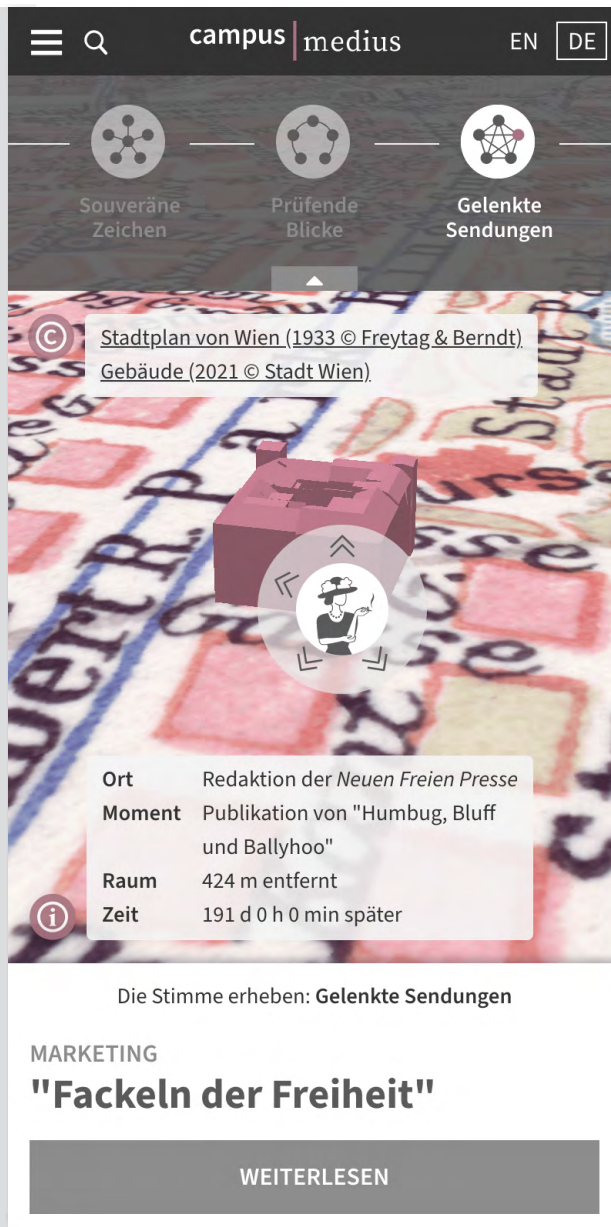 campus medius
EN DE
Souveräne Zeichen
Prüfende Blicke
Gelenkte Sendungen
Stadtplan von Wien (1933 © Freytag & Berndt)
Gebäude (2021 © Stadt Wien)
Ort Redaktion der Neuen Freien Presse
Moment Publikation von "Humbug, Bluff
und Ballyhoo"
Raum 424 m entfernt
Zeit 191 d 0 h 0 min später
Die Stimme erheben: Gelenkte Sendungen
MARKETING
"Fackeln der Freiheit"
WEITERLESEN